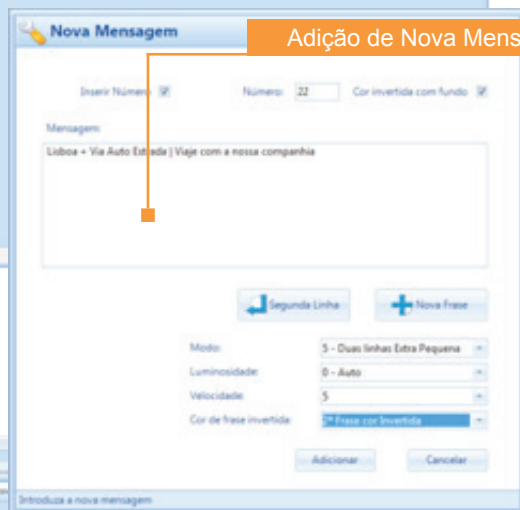 Nova Mensagem
Adição de Nova Mens
Inserir Número
Número: 22
Cor invertida com fundo
Mensagem:
Lisboa + Via Auto Estrada | Viaje com a nossa companhia
Segunda Linha
Nova Frase
Modo: 5 - Duas linhas Extra Pequena
Luminosidade: 0 - Auto
Velocidade: 5
Cor de frase invertida: 2ª Frase cor Invertida
Adicionar
Cancelar
Introduza a nova mensagem